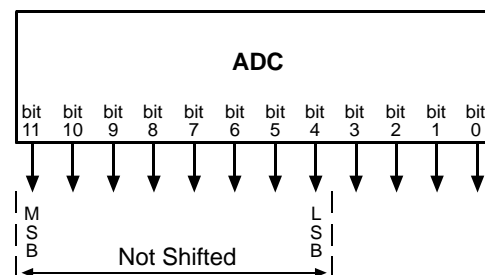 ADC
bit bit bit bit bit bit bit bit bit bit bit bit
11 10 9 8 7 6 5 4 3 2 1 0
M L
S S
B B
Not Shifted